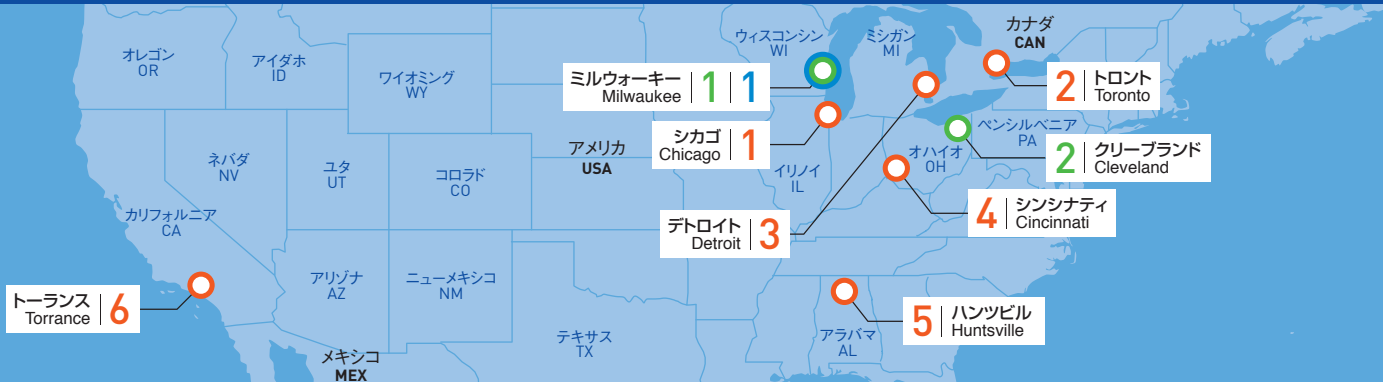 オレゴン
OR
アイダホ
ID
ワイオミング
WY
ウィスコンシン
WI
ミシガン
MI
カナダ
CAN
ミルウォーキー
Milwaukee
1
1
トロント
Toronto
2
シカゴ
Chicago
1
ペンシルベニア
PA
クリーブランド
Cleveland
2
ネバダ
NV
ユタ
UT
コロラド
CO
アメリカ
USA
イリノイ
IL
オハイオ
OH
シンシナティ
Cincinnati
4
カリフォルニア
CA
デトロイト
Detroit
3
アリゾナ
AZ
ニューメキシコ
NM
トーランス
Torrance
6
ハンツビル
Huntsville
5
テキサス
TX
アラバマ
AL
メキシコ
MEX